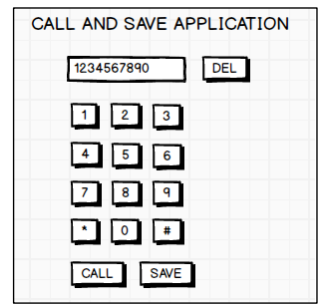 CALL AND SAVE APPLICATION
1234567890 DEL
1 2 3
4 5 6
7 8 9
* 0 #
CALL SAVE